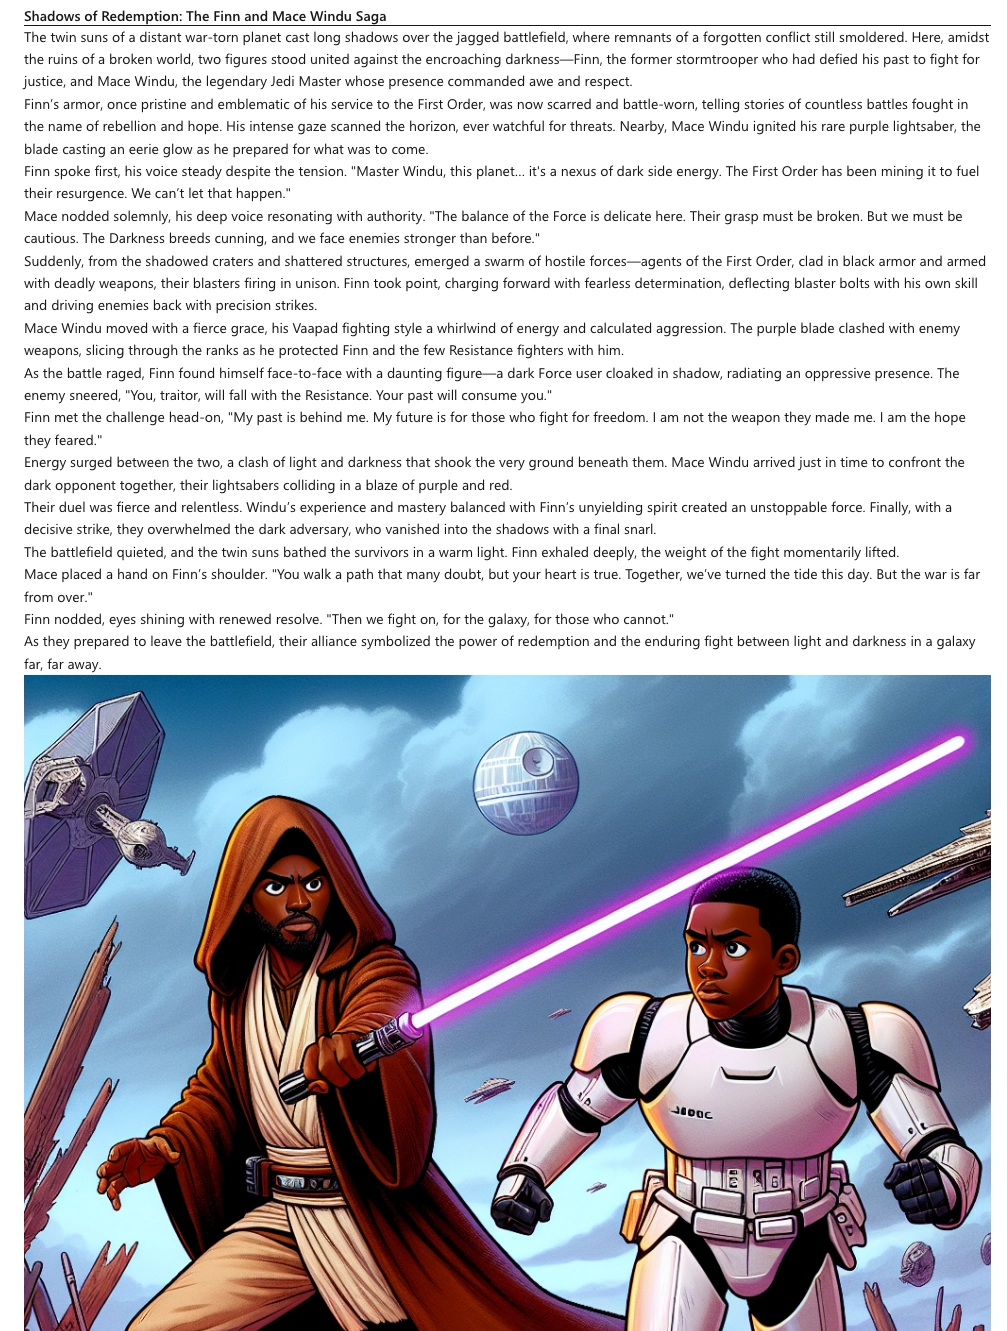 Shadows of Redemption: The Finn and Mace Windu Saga
The twin suns of a distant war-torn planet cast long shadows over the jagged battlefield, where remnants of a forgotten conflict still smoldered. Here, amidst
the ruins of a broken world, two figures stood united against the encroaching darkness—Finn, the former stormtrooper who had defied his past to fight for
justice, and Mace Windu, the legendary Jedi Master whose presence commanded awe and respect.
Finn’s armor, once pristine and emblematic of his service to the First Order, was now scarred and battle-worn, telling stories of countless battles fought in
the name of rebellion and hope. His intense gaze scanned the horizon, ever watchful for threats. Nearby, Mace Windu ignited his rare purple lightsaber, the
blade casting an eerie glow as he prepared for what was to come.
Finn spoke first, his voice steady despite the tension. "Master Windu, this planet... it's a nexus of dark side energy. The First Order has been mining it to fuel
their resurgence. We can’t let that happen."
Mace nodded solemnly, his deep voice resonating with authority. "The balance of the Force is delicate here. Their grasp must be broken. But we must be
cautious. The Darkness breeds cunning, and we face enemies stronger than before."
Suddenly, from the shadowed craters and shattered structures, emerged a swarm of hostile forces—agents of the First Order, clad in black armor and armed
with deadly weapons, their blasters firing in unison. Finn took point, charging forward with fearless determination, deflecting blaster bolts with his own skill
and driving enemies back with precision strikes.
Mace Windu moved with a fierce grace, his Vaapad fighting style a whirlwind of energy and calculated aggression. The purple blade clashed with enemy
weapons, slicing through the ranks as he protected Finn and the few Resistance fighters with him.
As the battle raged, Finn found himself face-to-face with a daunting figure—a dark Force user cloaked in shadow, radiating an oppressive presence. The
enemy sneered, "You, traitor, will fall with the Resistance. Your past will consume you."
Finn met the challenge head-on, "My past is behind me. My future is for those who fight for freedom. I am not the weapon they made me. I am the hope
they feared."
Energy surged between the two, a clash of light and darkness that shook the very ground beneath them. Mace Windu arrived just in time to confront the
dark opponent together, their lightsabers colliding in a blaze of purple and red.
Their duel was fierce and relentless. Windu’s experience and mastery balanced with Finn’s unyielding spirit created an unstoppable force. Finally, with a
decisive strike, they overwhelmed the dark adversary, who vanished into the shadows with a final snarl.
The battlefield quieted, and the twin suns bathed the survivors in a warm light. Finn exhaled deeply, the weight of the fight momentarily lifted.
Mace placed a hand on Finn’s shoulder. "You walk a path that many doubt, but your heart is true. Together, we’ve turned the tide this day. But the war is far
from over."
Finn nodded, eyes shining with renewed resolve. "Then we fight on, for the galaxy, for those who cannot."
As they prepared to leave the battlefield, their alliance symbolized the power of redemption and the enduring fight between light and darkness in a galaxy
far, far away.